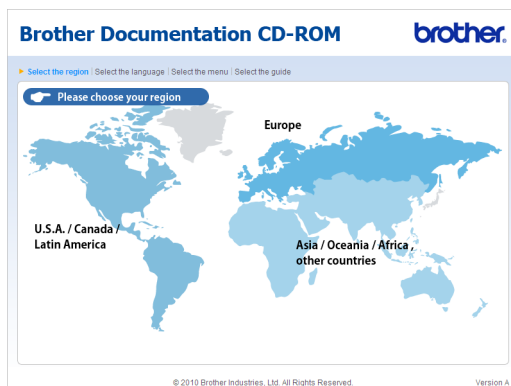 Brother Documentation CD-ROM
brother.
Select the region | Select the language | Select the menu | Select the guide
Please choose your region
Europe
U.S.A. / Canada /
Latin America
Asia / Oceania / Africa ,
other countries
© 2010 Brother Industries, Ltd. All Rights Reserved.
Version A